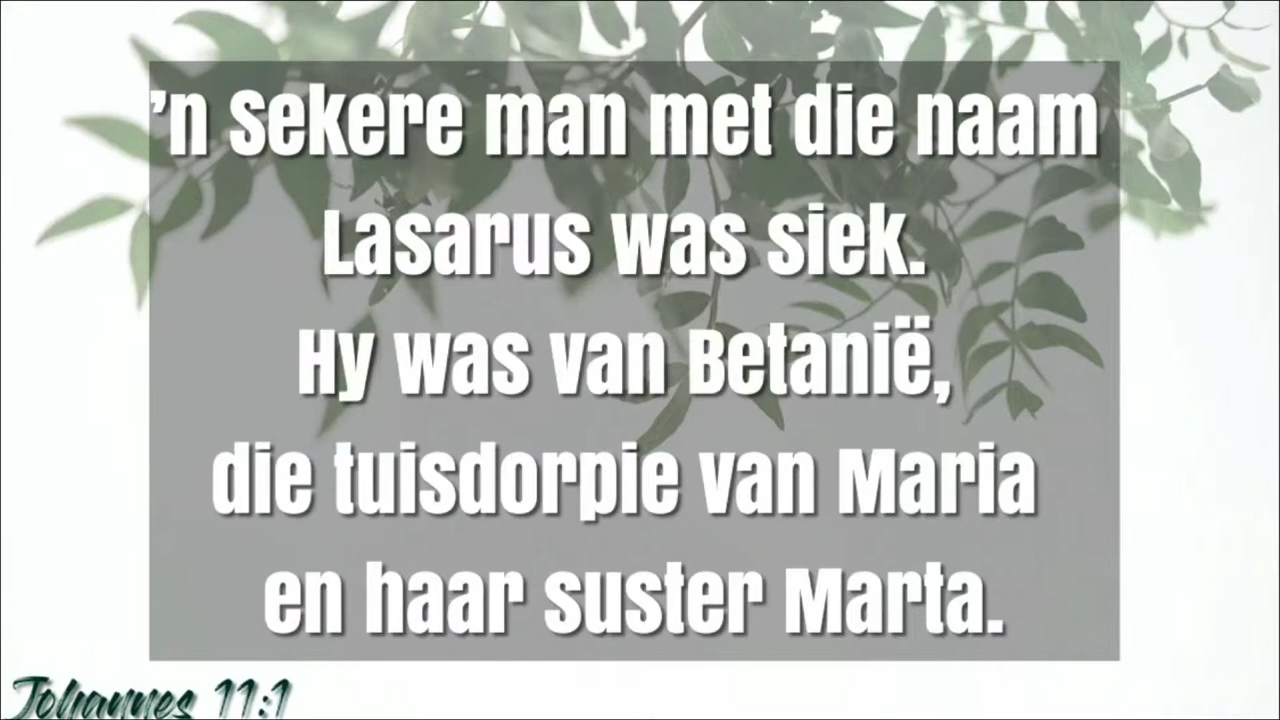 ’n Sekere man met die naam
Lasarus was siek.
Hy was van Betanië,
die tuisdorpie van Maria
en haar suster Marta.
Johannes 11:1